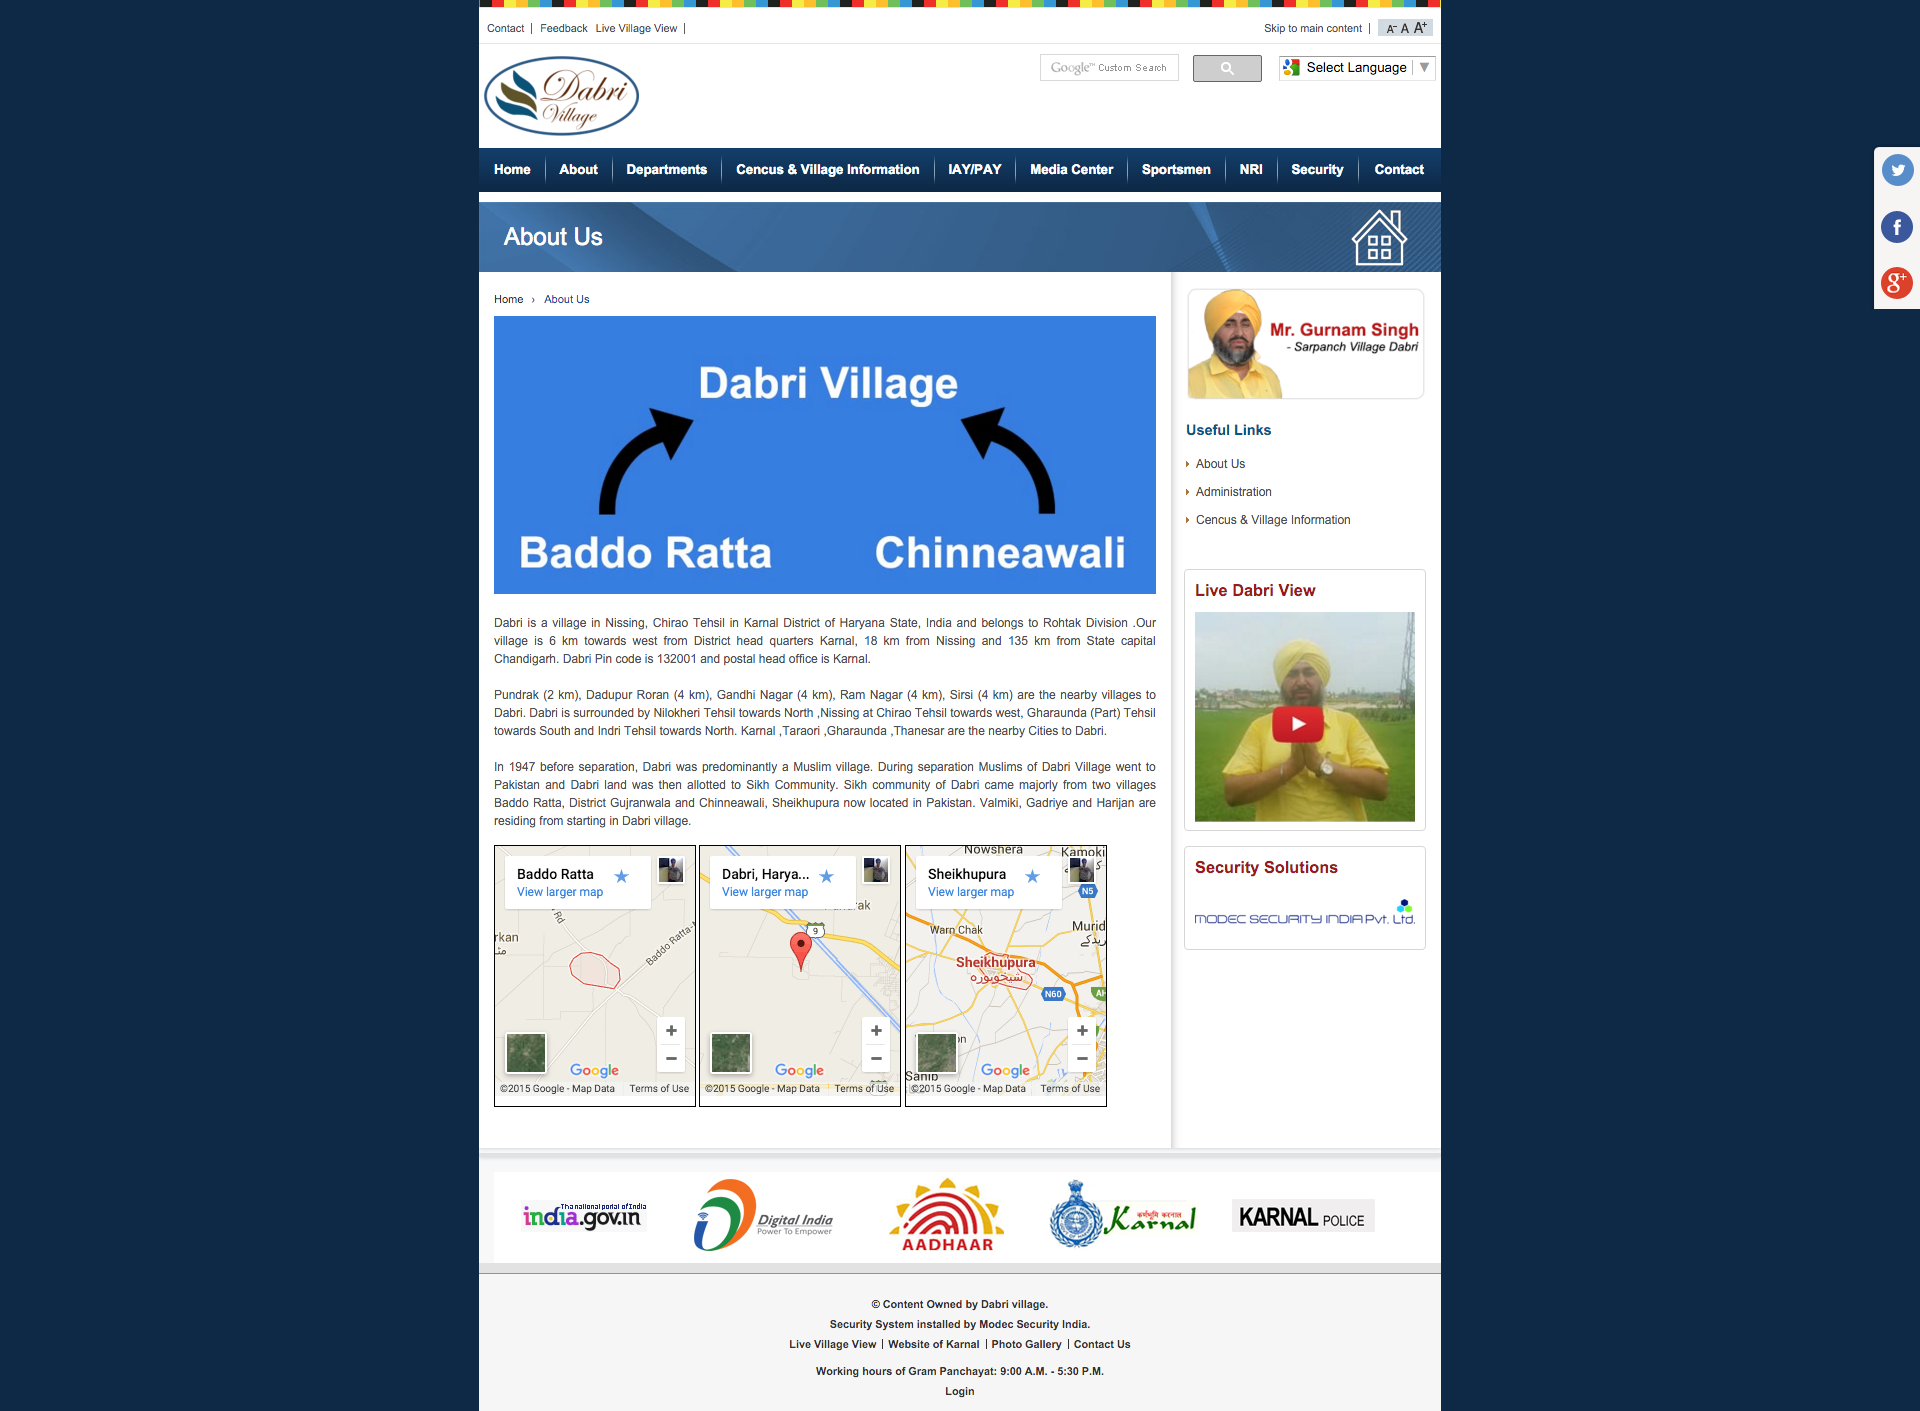 Contact | Feedback Live Village View |
Skip to main content | A- A A+
Dabri
Village
Google™ Custom Search
Select Language ▼
Home About Departments Cencus & Village Information IAY/PAY Media Center Sportsmen NRI Security Contact
About Us
Home › About Us
Dabri Village
Baddo Ratta Chinneawali
Dabri is a village in Nissing, Chirao Tehsil in Karnal District of Haryana State, India and belongs to Rohtak Division .Our
village is 6 km towards west from District head quarters Karnal, 18 km from Nissing and 135 km from State capital
Chandigarh. Dabri Pin code is 132001 and postal head office is Karnal.
Pundrak (2 km), Dadupur Roran (4 km), Gandhi Nagar (4 km), Ram Nagar (4 km), Sirsi (4 km) are the nearby villages to
Dabri. Dabri is surrounded by Nilokheri Tehsil towards North ,Nissing at Chirao Tehsil towards west, Gharaunda (Part) Tehsil
towards South and Indri Tehsil towards North. Karnal ,Taraori ,Gharaunda ,Thanesar are the nearby Cities to Dabri.
In 1947 before separation, Dabri was predominantly a Muslim village. During separation Muslims of Dabri Village went to
Pakistan and Dabri land was then allotted to Sikh Community. Sikh community of Dabri came majorly from two villages
Baddo Ratta, District Gujranwala and Chinneawali, Sheikhupura now located in Pakistan. Valmiki, Gadriye and Harijan are
residing from starting in Dabri village.
Baddo Ratta
View larger map
Rd
rkan
Baddo Ratta-
Google
©2015 Google - Map Data Terms of Use
Dabri, Harya...
View larger map
rak
9
Google
©2015 Google - Map Data Terms of Use
Nowshera
Kamoki
Sheikhupura
View larger map
N5
Warn Chak
Murid
Sheikhupura
شیخوپورہ
N60
AH
on
Sahib
Google
©2015 Google - Map Data Terms of Use
Mr. Gurnam Singh
- Sarpanch Village Dabri
Useful Links
About Us
Administration
Cencus & Village Information
Live Dabri View
Security Solutions
MODEC SECURITY INDIA Pvt. Ltd.
f
g+
The national portal of India
india.gov.in
Digital India
Power To Empower
AADHAAR
कर्णभूमि करनाल
Karnal
KARNAL POLICE
© Content Owned by Dabri village.
Security System installed by Modec Security India.
Live Village View | Website of Karnal | Photo Gallery | Contact Us
Working hours of Gram Panchayat: 9:00 A.M. - 5:30 P.M.
Login